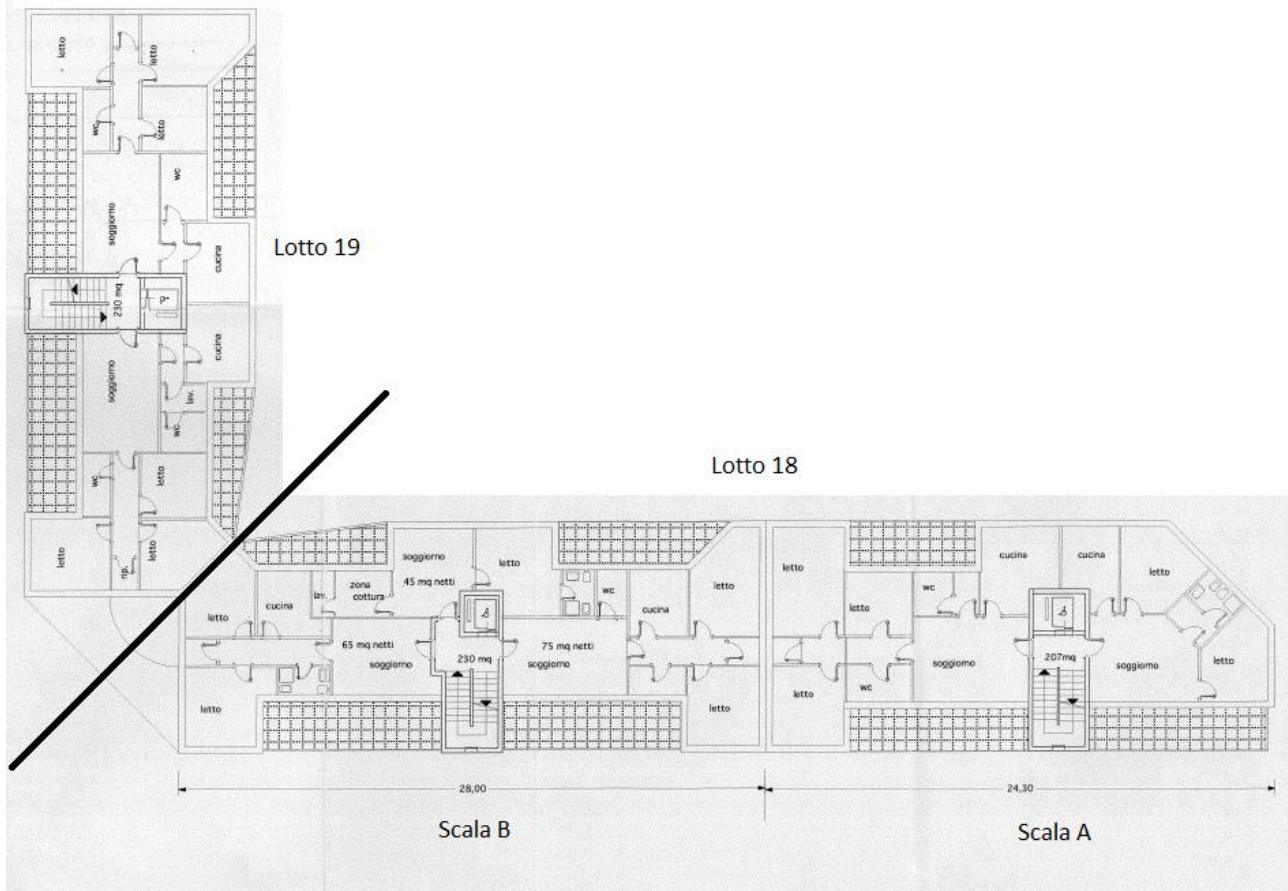 letto
letto
wc
letto
wc
soggiorno
cucina
Lotto 19
230 mq
cucina
soggiorno
lav.
wc
wc
letto
letto
rip.
letto
Lotto 18
soggiorno
45 mq netti
letto
zona
cottura
lav.
cucina
letto
wc
cucina
letto
65 mq netti
soggiorno
230 mq
75 mq netti
soggiorno
letto
letto
letto
letto
wc
cucina
cucina
letto
letto
wc
soggiorno
207mq
soggiorno
letto
28,00
24,30
Scala B
Scala A